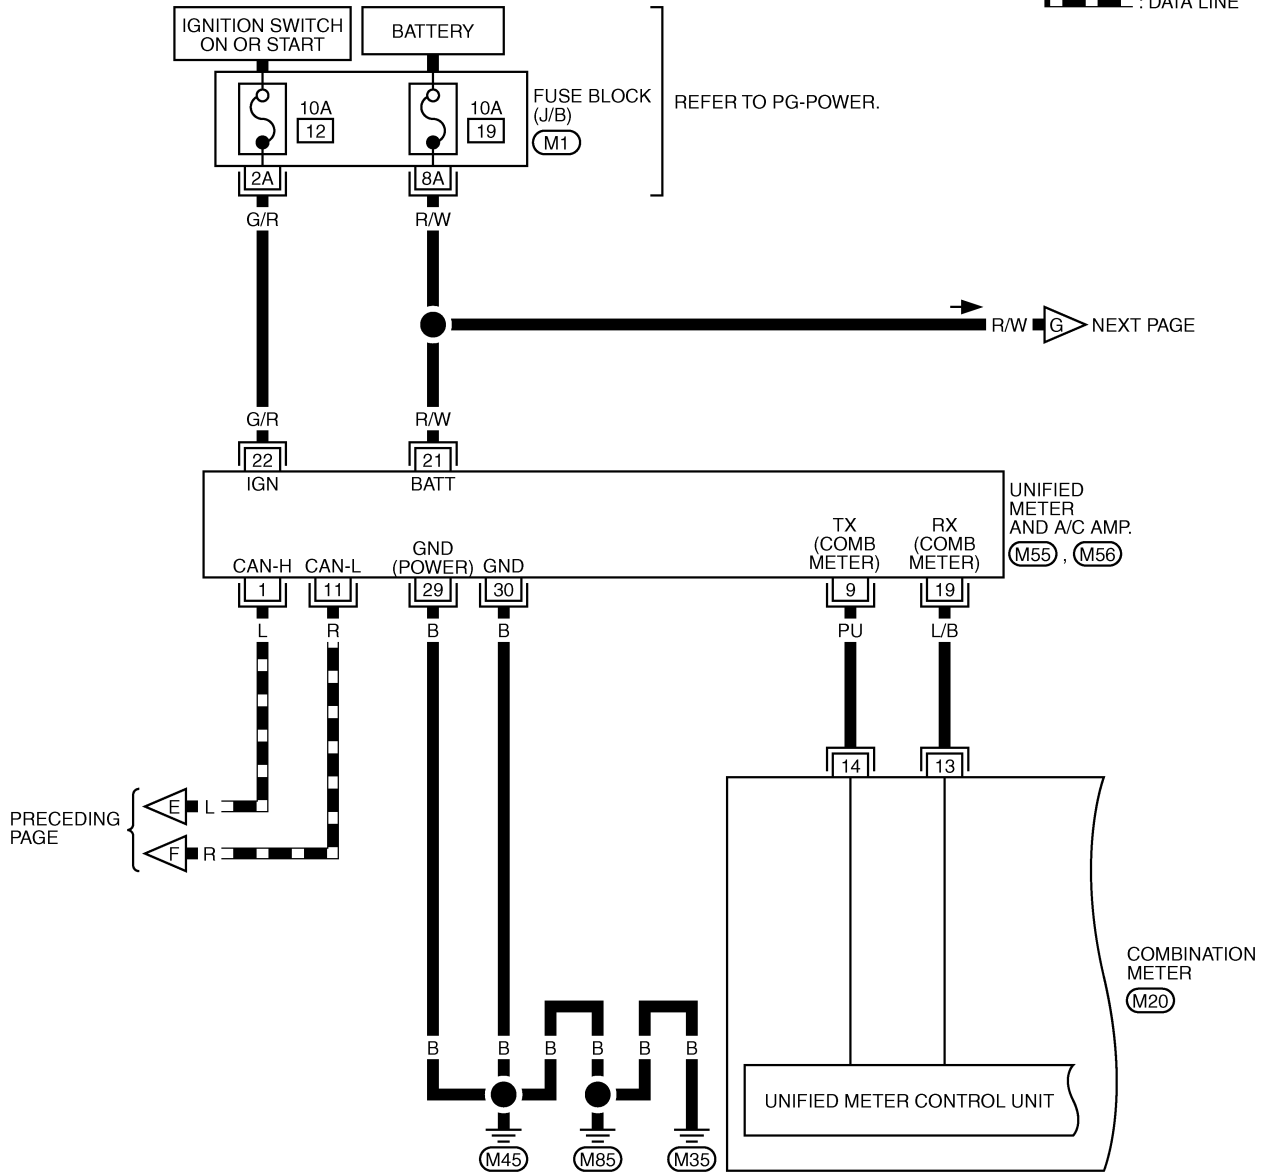 : DATA LINE
IGNITION SWITCH
ON OR START
BATTERY
10A
12
10A
19
FUSE BLOCK
(J/B)
M1
REFER TO PG-POWER.
2A
8A
G/R
R/W
R/W
G
NEXT PAGE
G/R
R/W
22
21
IGN
BATT
UNIFIED
METER
AND A/C AMP.
M55 , M56
TX
(COMB
METER)
RX
(COMB
METER)
CAN-H
CAN-L
GND
(POWER)
GND
1
11
29
30
9
19
L
R
B
B
PU
L/B
14
13
PRECEDING
PAGE
E
L
F
R
COMBINATION
METER
M20
B
B
B
B
B
B
UNIFIED METER CONTROL UNIT
M45
M85
M35